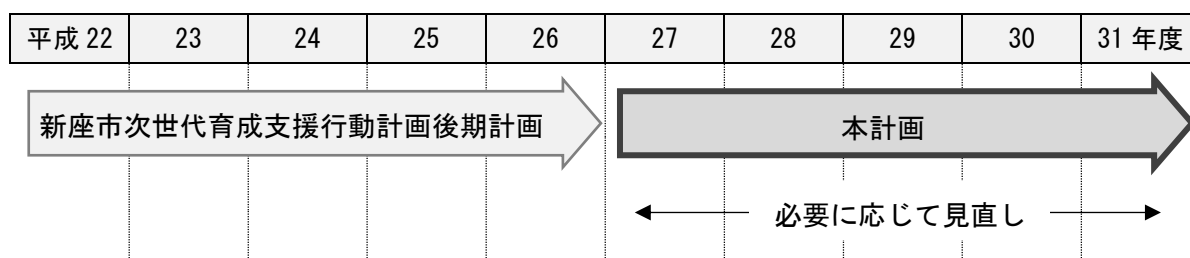 平成 22 23 24 25 26 27 28 29 30 31 年度
新座市次世代育成支援行動計画後期計画 本計画
必要に応じて見直し